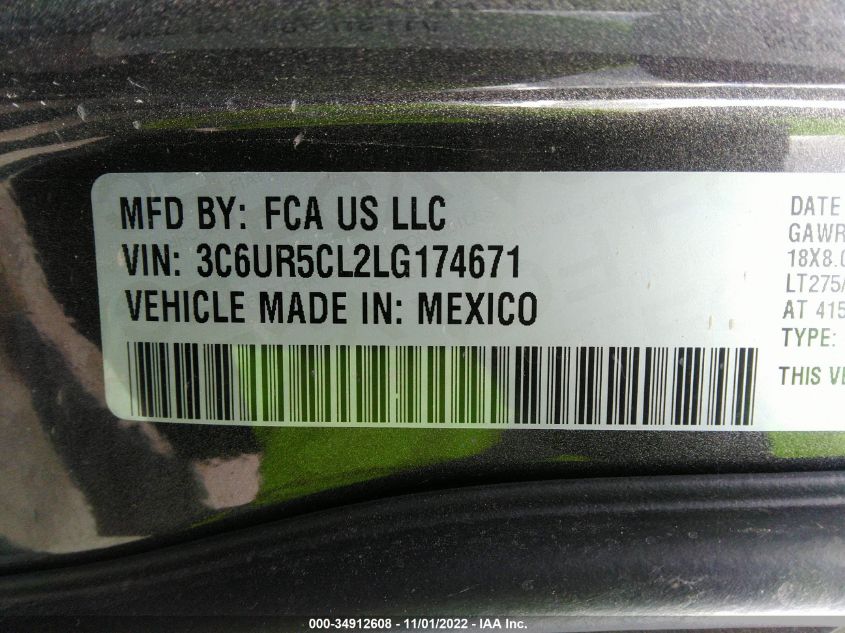 MFD BY: FCA US LLC
VIN: 3C6UR5CL2LG174671
VEHICLE MADE IN: MEXICO
DATE
GAWR
18X8.0
LT275/
AT 415
TYPE:
THIS VE
000-34912608 - 11/01/2022 - IAA Inc.